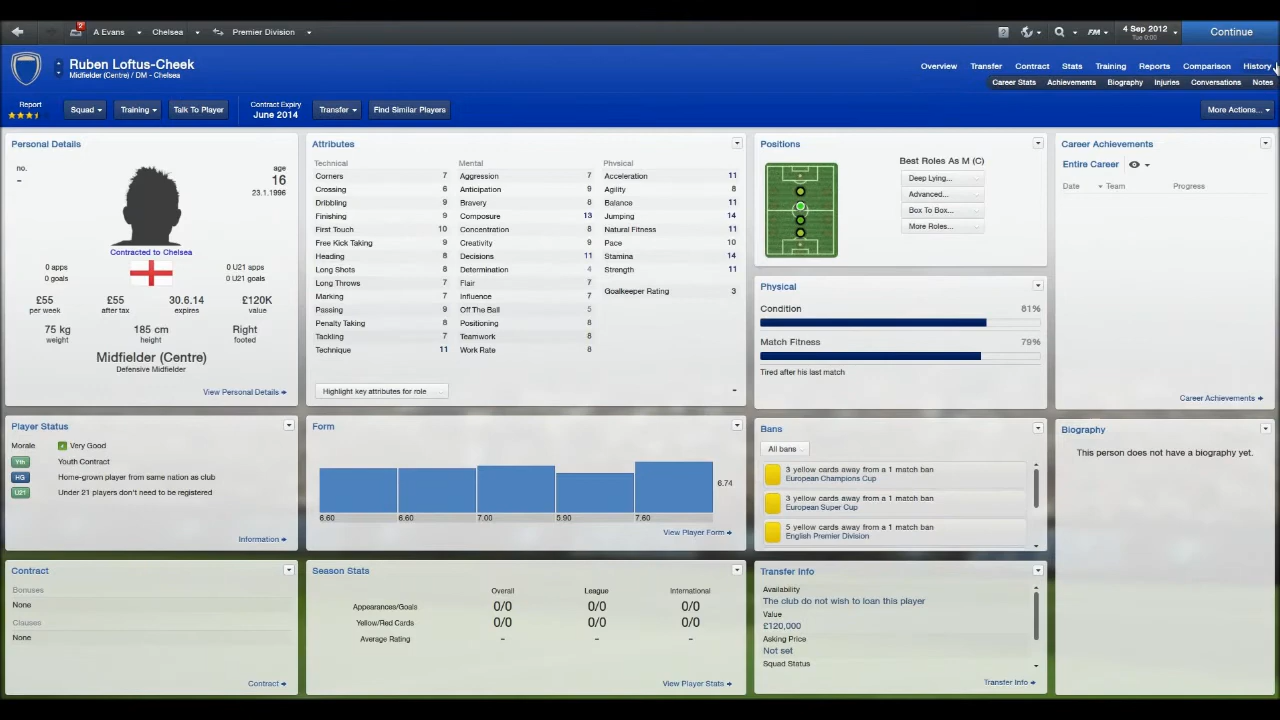 2
A Evans
Chelsea
Premier Division
2
FM
4 Sep 2012
Tue 0:00
Continue
Ruben Loftus-Cheek
Midfielder (Centre) / DM - Chelsea
Overview Transfer Contract Stats Training Reports Comparison History
Career Stats Achievements Biography Injuries Conversations Notes
Report
Squad
Training
Talk To Player
Contract Expiry
June 2014
Transfer
Find Similar Players
More Actions...
Personal Details
no.
-
age
16
23.1.1996
Contracted to Chelsea
0 apps
0 goals
0 U21 apps
0 U21 goals
£55 £55 30.6.14 £120K
per week after tax expires value
75 kg 185 cm Right
weight height footed
Midfielder (Centre)
Defensive Midfielder
View Personal Details
Attributes
Technical Mental Physical
Corners 7 Aggression 7 Acceleration 11
Crossing 6 Anticipation 9 Agility 8
Dribbling 9 Bravery 8 Balance 11
Finishing 9 Composure 13 Jumping 14
First Touch 10 Concentration 8 Natural Fitness 11
Free Kick Taking 9 Creativity 9 Pace 10
Heading 8 Decisions 11 Stamina 14
Long Shots 8 Determination 4 Strength 11
Long Throws 7 Flair 7
Goalkeeper Rating 3
Marking 7 Influence 7
Passing 9 Off The Ball 5
Penalty Taking 8 Positioning 8
Tackling 7 Teamwork 8
Technique 11 Work Rate 8
Highlight key attributes for role
-
Positions
Best Roles As M (C)
Deep Lying...
Advanced...
Box To Box...
More Roles...
Physical
Condition 81%
Match Fitness 79%
Tired after his last match
Career Achievements
Entire Career
Date Team Progress
Career Achievements
Player Status
Morale Very Good
Yth Youth Contract
HG Home-grown player from same nation as club
U21 Under 21 players don't need to be registered
Information
Form
6.60 6.60 7.00 5.90 7.60
6.74
View Player Form
Bans
All bans
3 yellow cards away from a 1 match ban
European Champions Cup
3 yellow cards away from a 1 match ban
European Super Cup
5 yellow cards away from a 1 match ban
English Premier Division
Biography
This person does not have a biography yet.
Contract
Bonuses
None
Clauses
None
Contract
Season Stats
Overall League International
Appearances/Goals 0/0 0/0 0/0
Yellow/Red Cards 0/0 0/0 0/0
Average Rating - - -
View Player Stats
Transfer Info
Availability
The club do not wish to loan this player
Value
£120,000
Asking Price
Not set
Squad Status
Transfer Info